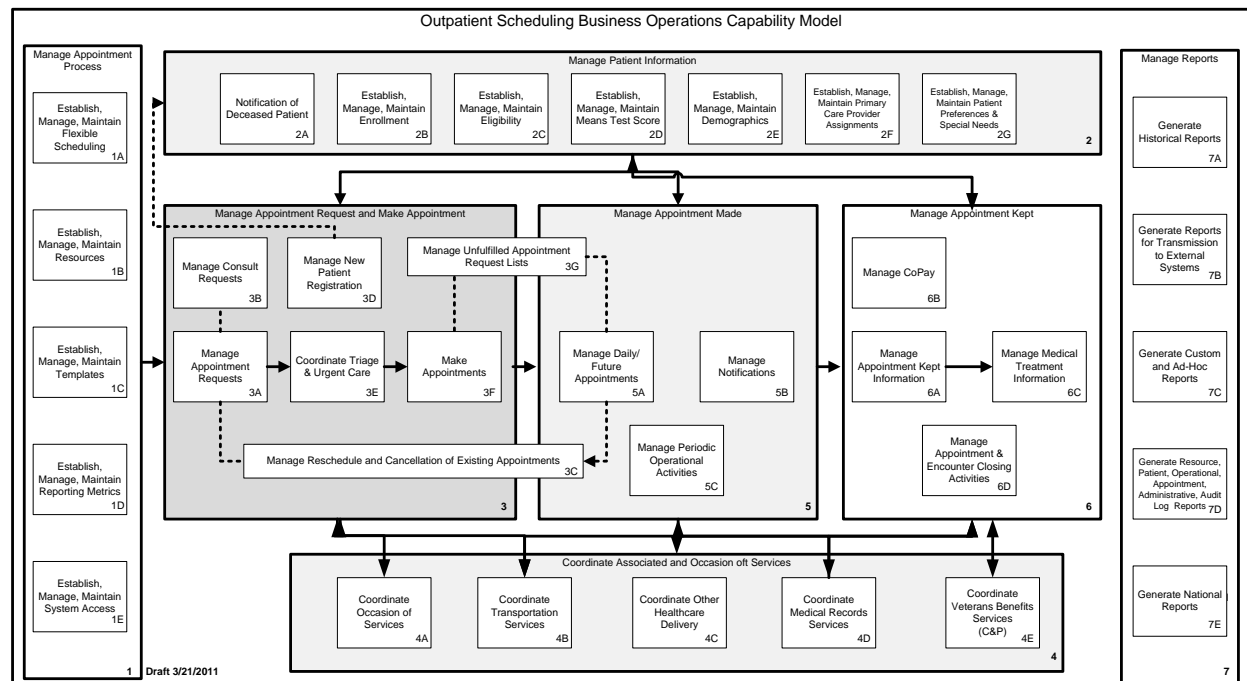 Outpatient Scheduling Business Operations Capability Model
Manage Appointment
Process
Establish,
Manage, Maintain
Flexible
Scheduling
1A
Establish,
Manage, Maintain
Resources
1B
Establish,
Manage, Maintain
Templates
1C
Establish,
Manage, Maintain
Reporting Metrics
1D
Establish,
Manage, Maintain
System Access
1E
1
Draft 3/21/2011
Manage Patient Information
Notification of
Deceased Patient
2A
Establish,
Manage, Maintain
Enrollment
2B
Establish,
Manage, Maintain
Eligibility
2C
Establish,
Manage, Maintain
Means Test Score
2D
Establish,
Manage, Maintain
Demographics
2E
Establish, Manage,
Maintain Primary
Care Provider
Assignments
2F
Establish, Manage,
Maintain Patient
Preferences &
Special Needs
2G
2
Manage Appointment Request and Make Appointment
Manage Consult
Requests
3B
Manage New
Patient
Registration
3D
Manage Unfulfilled Appointment
Request Lists
3G
Manage
Appointment
Requests
3A
Coordinate Triage
& Urgent Care
3E
Make
Appointments
3F
Manage Reschedule and Cancellation of Existing Appointments
3C
3
Manage Appointment Made
Manage Daily/
Future
Appointments
5A
Manage
Notifications
5B
Manage Periodic
Operational
Activities
5C
5
Manage Appointment Kept
Manage CoPay
6B
Manage
Appointment Kept
Information
6A
Manage Medical
Treatment
Information
6C
Manage
Appointment &
Encounter Closing
Activities
6D
6
Coordinate Associated and Occasion oft Services
Coordinate
Occasion of
Services
4A
Coordinate
Transportation
Services
4B
Coordinate Other
Healthcare
Delivery
4C
Coordinate
Medical Records
Services
4D
Coordinate
Veterans Benefits
Services
(C&P)
4E
4
Manage Reports
Generate
Historical Reports
7A
Generate Reports
for Transmission
to External
Systems
7B
Generate Custom
and Ad-Hoc
Reports
7C
Generate Resource,
Patient, Operational,
Appointment,
Administrative, Audit
Log Reports
7D
Generate National
Reports
7E
7